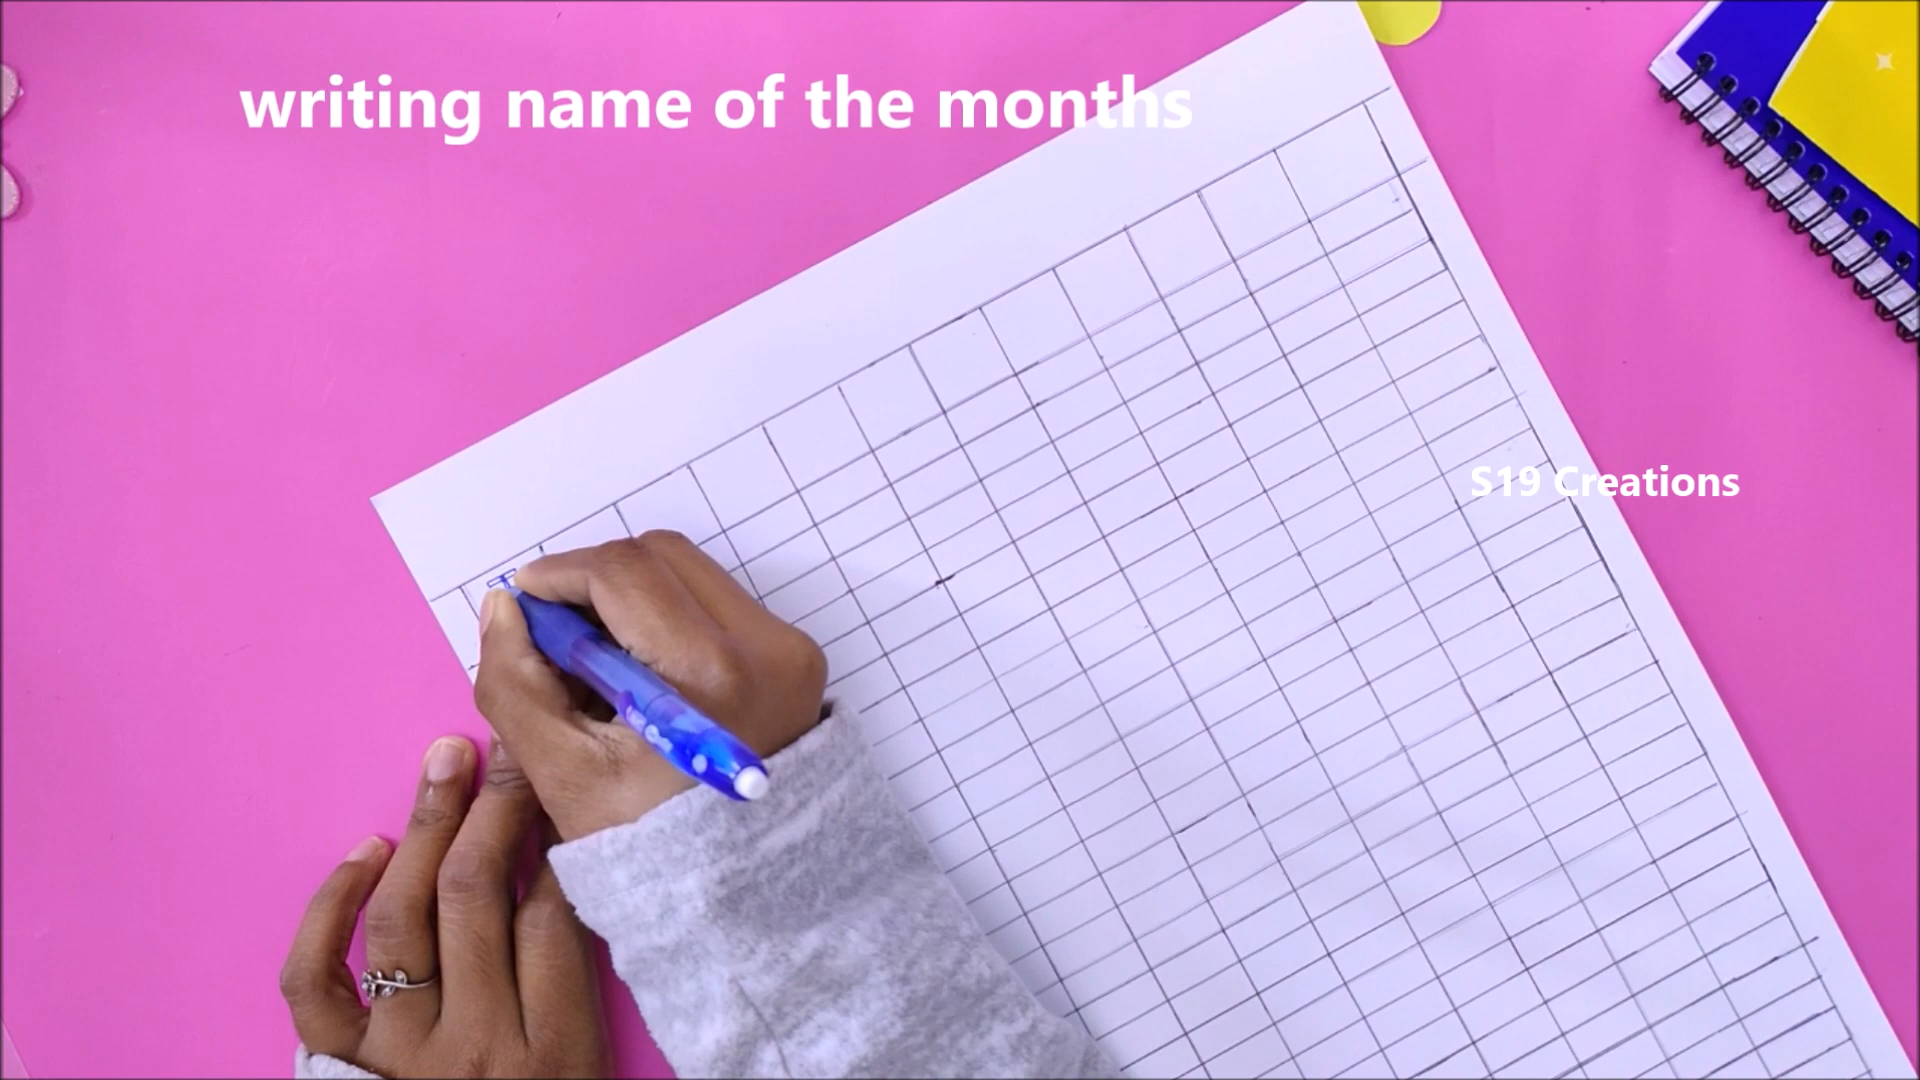 writing name of the months
S19 Creations